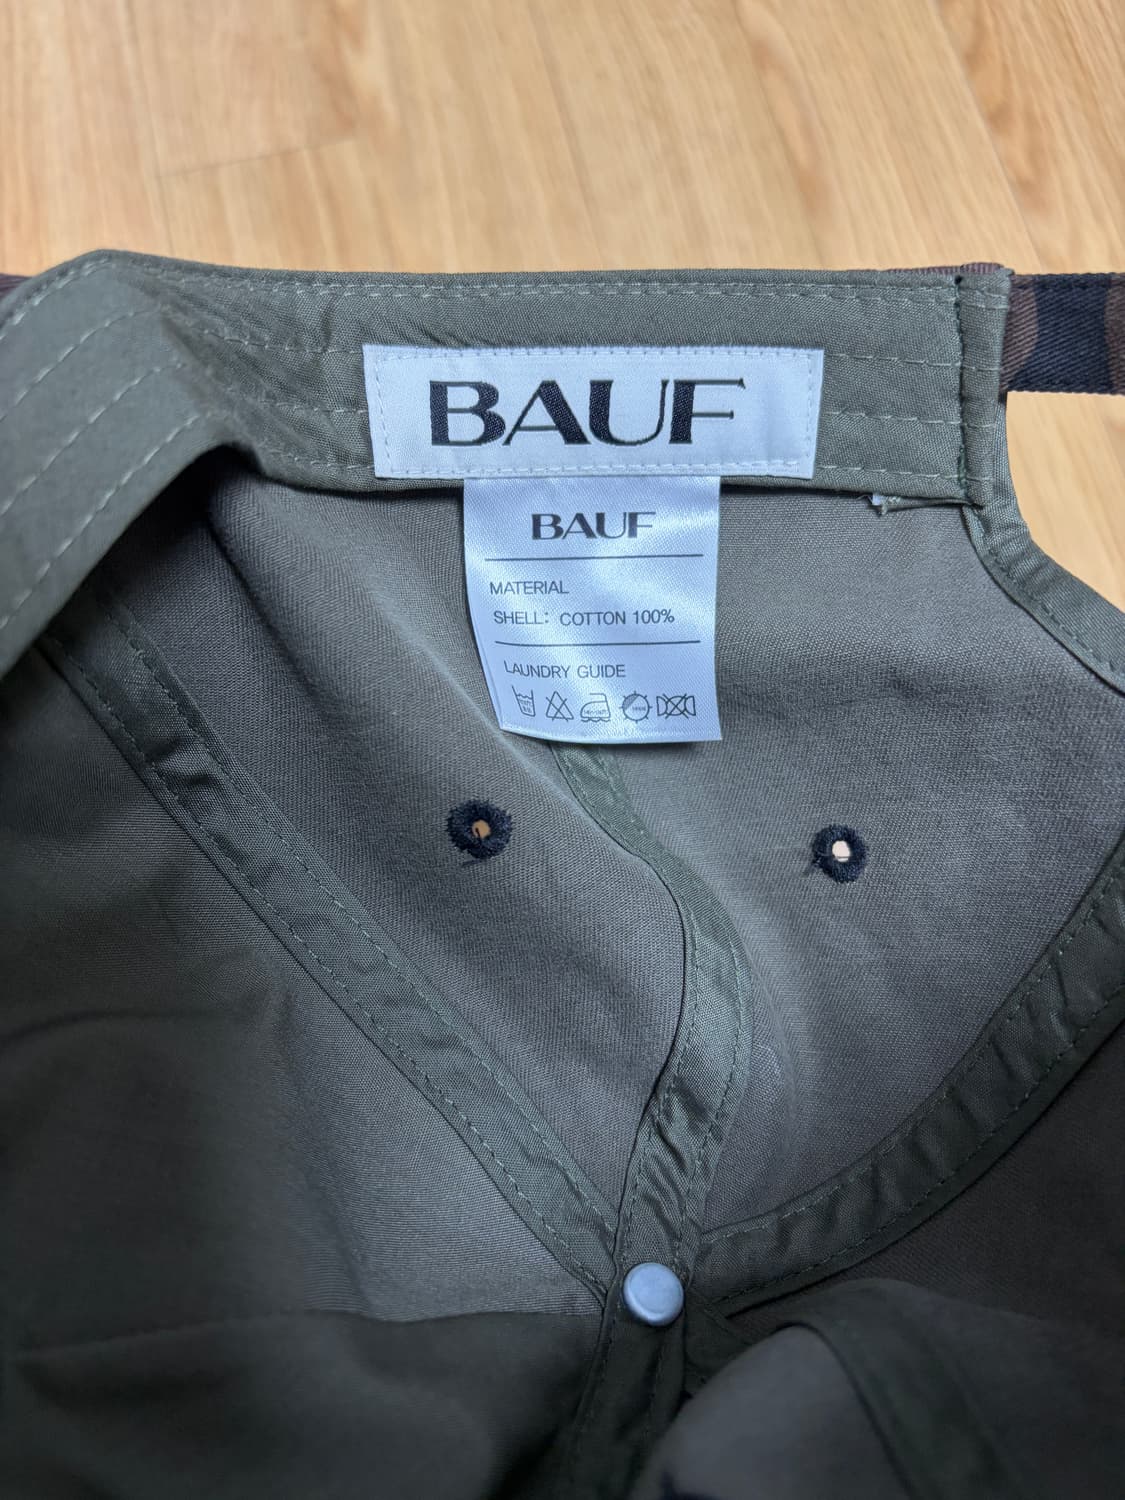 BAUF
BAUF
MATERIAL
SHELL: COTTON 100%
LAUNDRY GUIDE